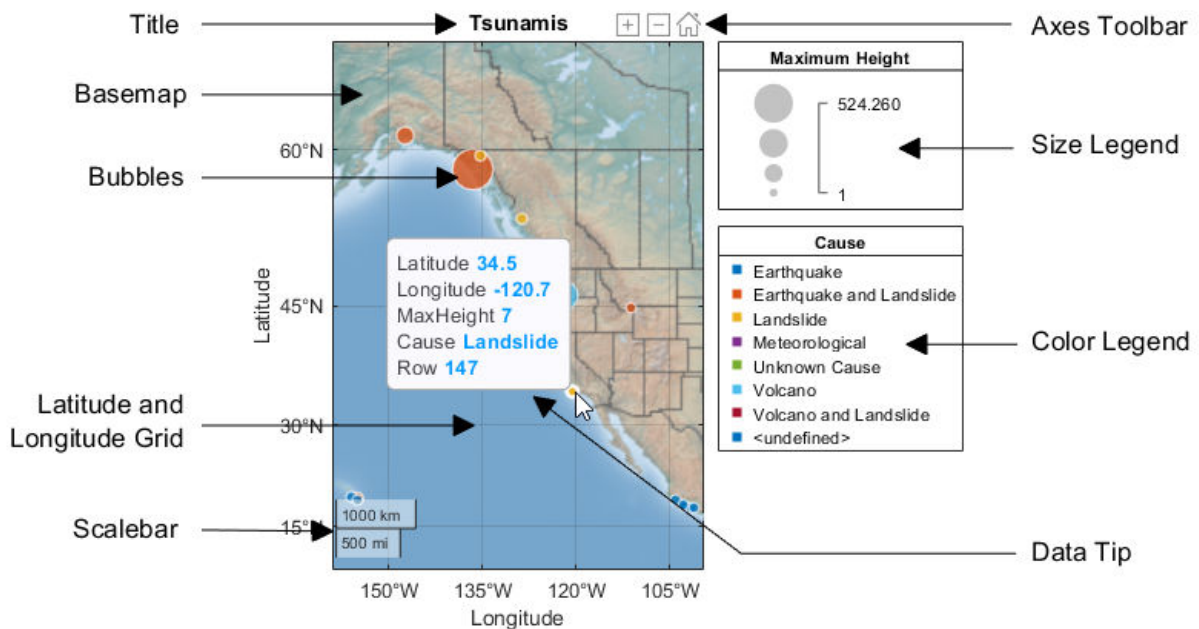 Title
Tsunamis
Axes Toolbar
Basemap
Bubbles
Latitude and
Longitude Grid
Scalebar
60°N
45°N
30°N
15°N
Latitude
Latitude 34.5
Longitude -120.7
MaxHeight 7
Cause Landslide
Row 147
1000 km
500 mi
150°W 135°W 120°W 105°W
Longitude
Maximum Height
524.260
1
Size Legend
Cause
Earthquake
Earthquake and Landslide
Landslide
Meteorological
Unknown Cause
Volcano
Volcano and Landslide
<undefined>
Color Legend
Data Tip